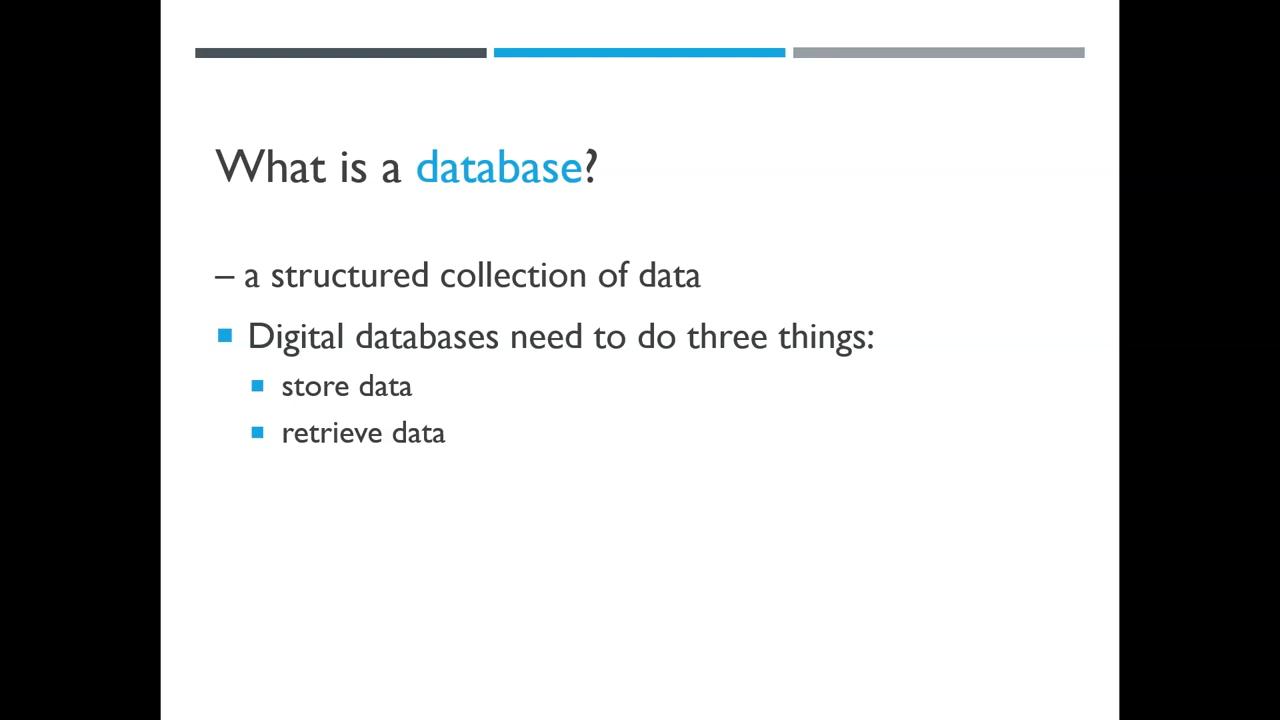 What is a database?
– a structured collection of data
Digital databases need to do three things:
store data
retrieve data